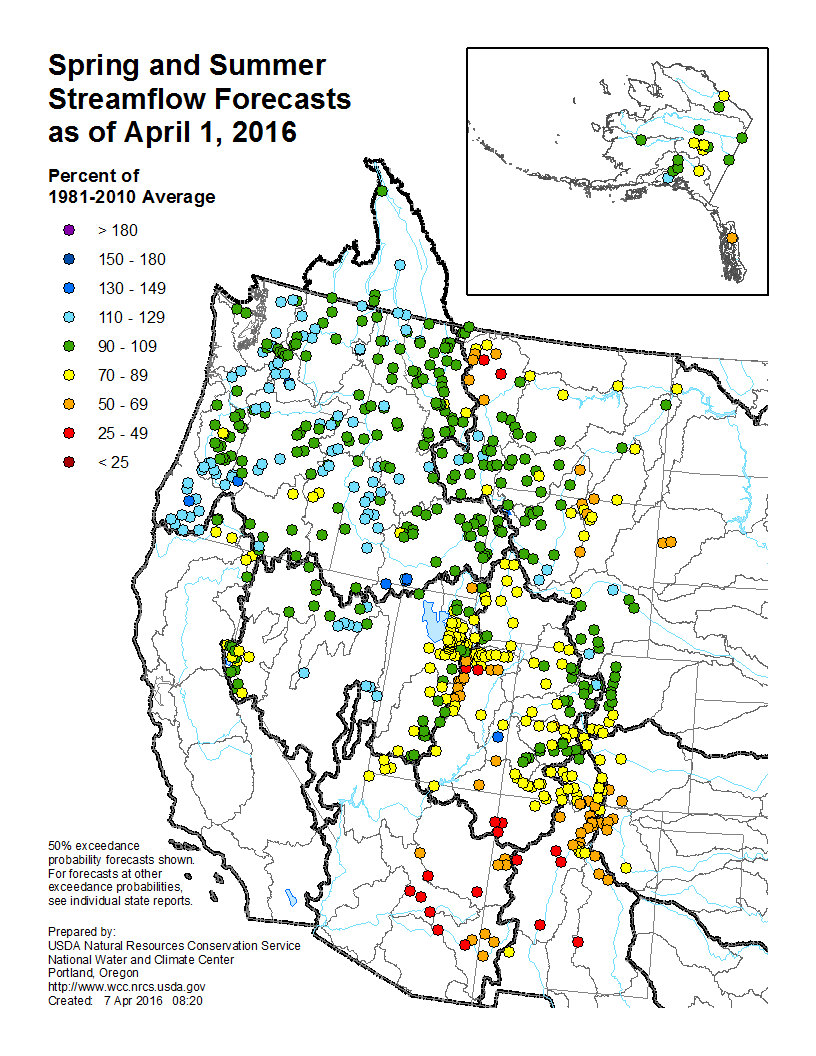 Spring and Summer
Streamflow Forecasts
as of April 1, 2016
Percent of
1981-2010 Average
> 180
150 - 180
130 - 149
110 - 129
90 - 109
70 - 89
50 - 69
25 - 49
< 25
50% exceedance
probability forecasts shown.
For forecasts at other
exceedance probabilities,
see individual state reports.
Prepared by:
USDA Natural Resources Conservation Service
National Water and Climate Center
Portland, Oregon
http://www.wcc.nrcs.usda.gov
Created: 7 Apr 2016 08:20